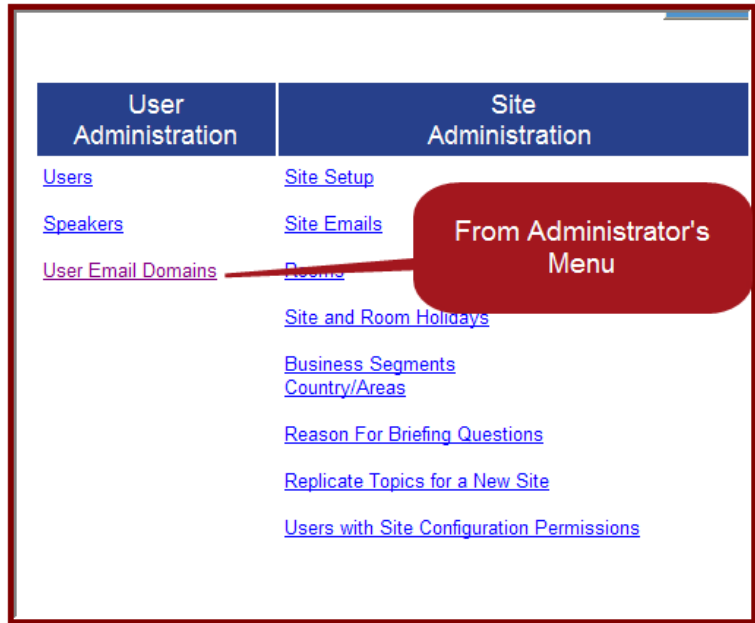 User
Administration
Site
Administration
Users
Speakers
User Email Domains
Site Setup
Site Emails
Rooms
Site and Room Holidays
Business Segments
Country/Areas
Reason For Briefing Questions
Replicate Topics for a New Site
Users with Site Configuration Permissions
From Administrator's
Menu